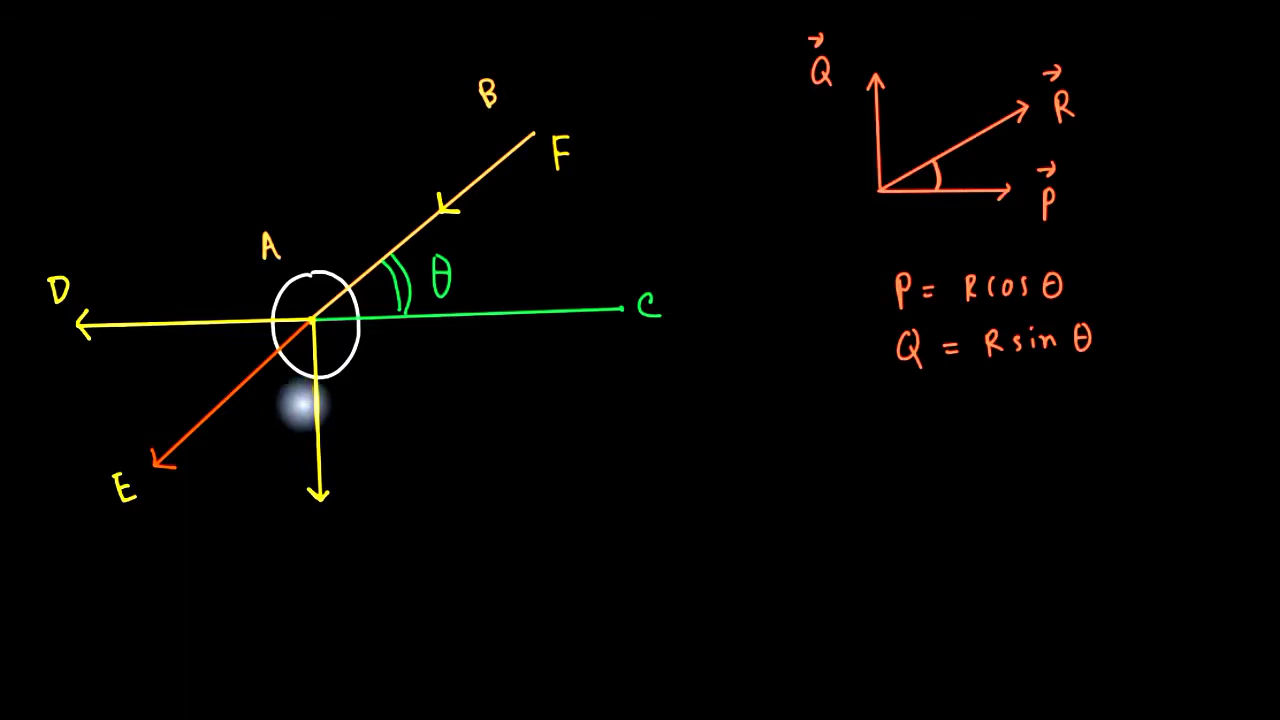 B
F
A
θ
D
C
E
Q⃗
R⃗
P⃗
P = R cos θ
Q = R sin θ